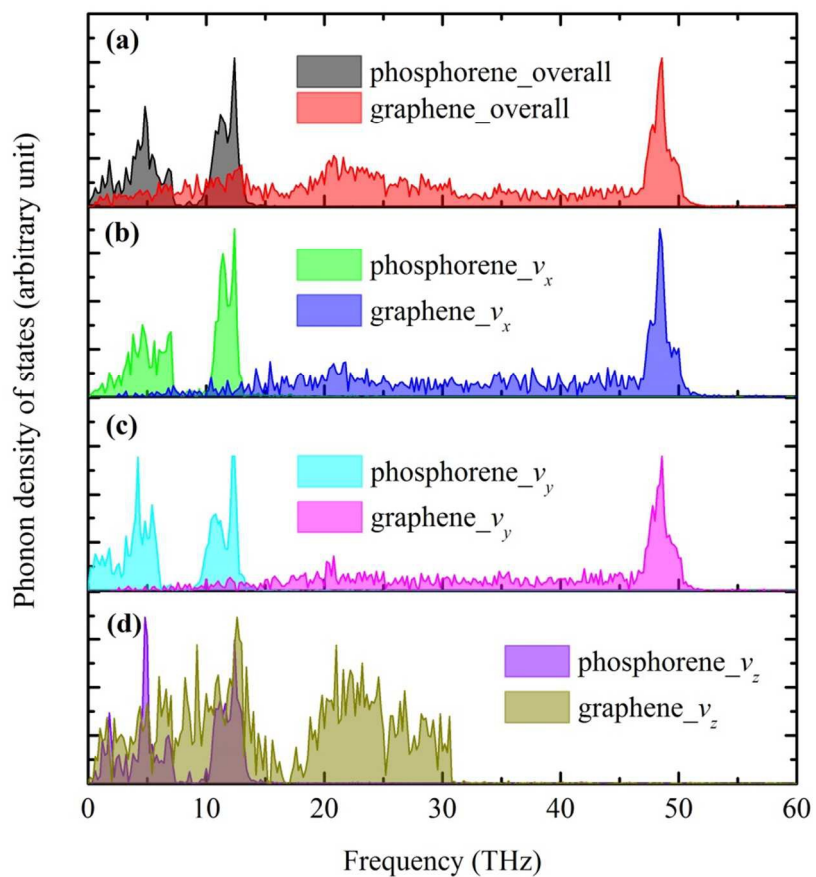 Phonon density of states (arbitrary unit)
(a)
phosphorene_overall
graphene_overall
(b)
phosphorene_vx
graphene_vx
(c)
phosphorene_vy
graphene_vy
(d)
phosphorene_vz
graphene_vz
0 10 20 30 40 50 60
Frequency (THz)